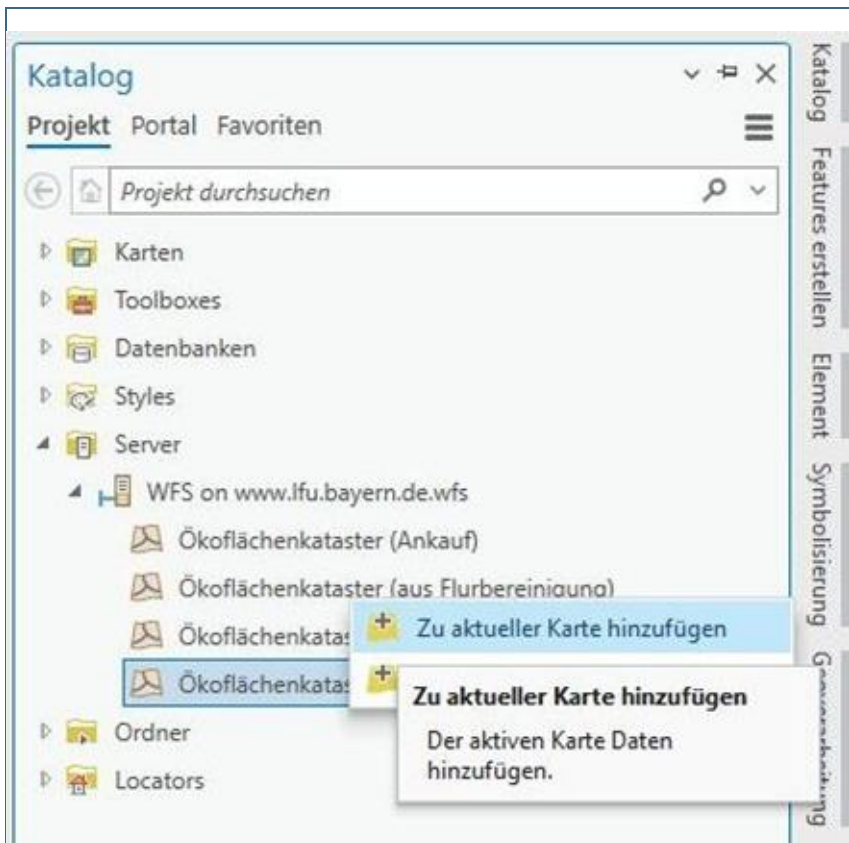 Katalog
Projekt Portal Favoriten
Projekt durchsuchen
Karten
Toolboxes
Datenbanken
Styles
Server
WFS on www.lfu.bayern.de.wfs
Ökoflächenkataster (Ankauf)
Ökoflächenkataster (aus Flurbereinigung)
Ökoflächenkatas
Zu aktueller Karte hinzufügen
Ökoflächenkatas
Zu aktueller Karte hinzufügen
Der aktiven Karte Daten
hinzufügen.
Ordner
Locators
Katalog
Features erstellen
Element
Symbolisierung
Geoverarbeitung